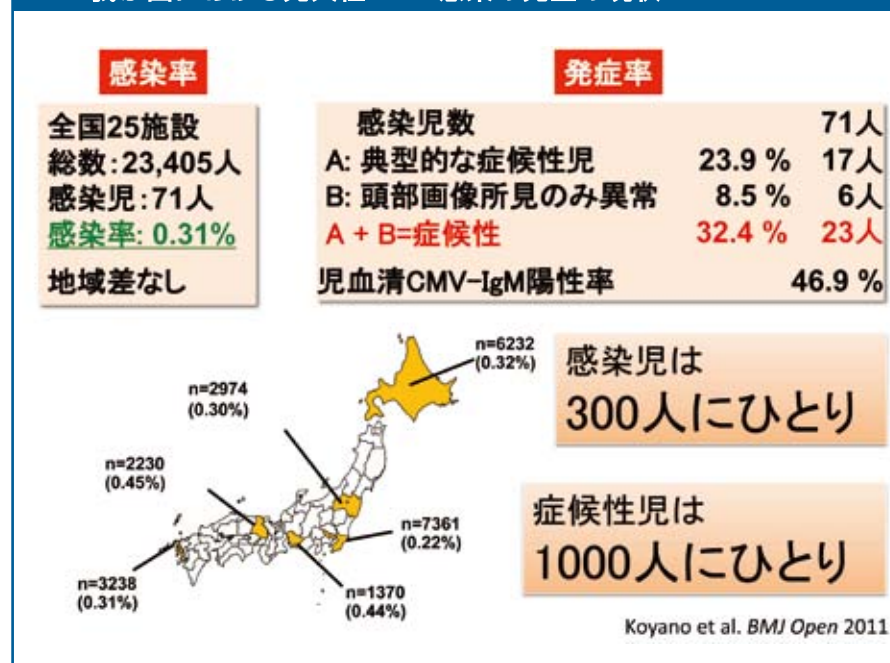 感染率
全国25施設
総数:23,405人
感染児:71人
感染率: 0.31%
地域差なし
発症率
感染児数 71人
A: 典型的な症候性児 23.9 % 17人
B: 頭部画像所見のみ異常 8.5 % 6人
A + B=症候性 32.4 % 23人
児血清CMV-IgM陽性率 46.9 %
n=6232
(0.32%)
n=2974
(0.30%)
n=2230
(0.45%)
n=7361
(0.22%)
n=3238
(0.31%)
n=1370
(0.44%)
感染児は
300人にひとり
症候性児は
1000人にひとり
Koyano et al. BMJ Open 2011